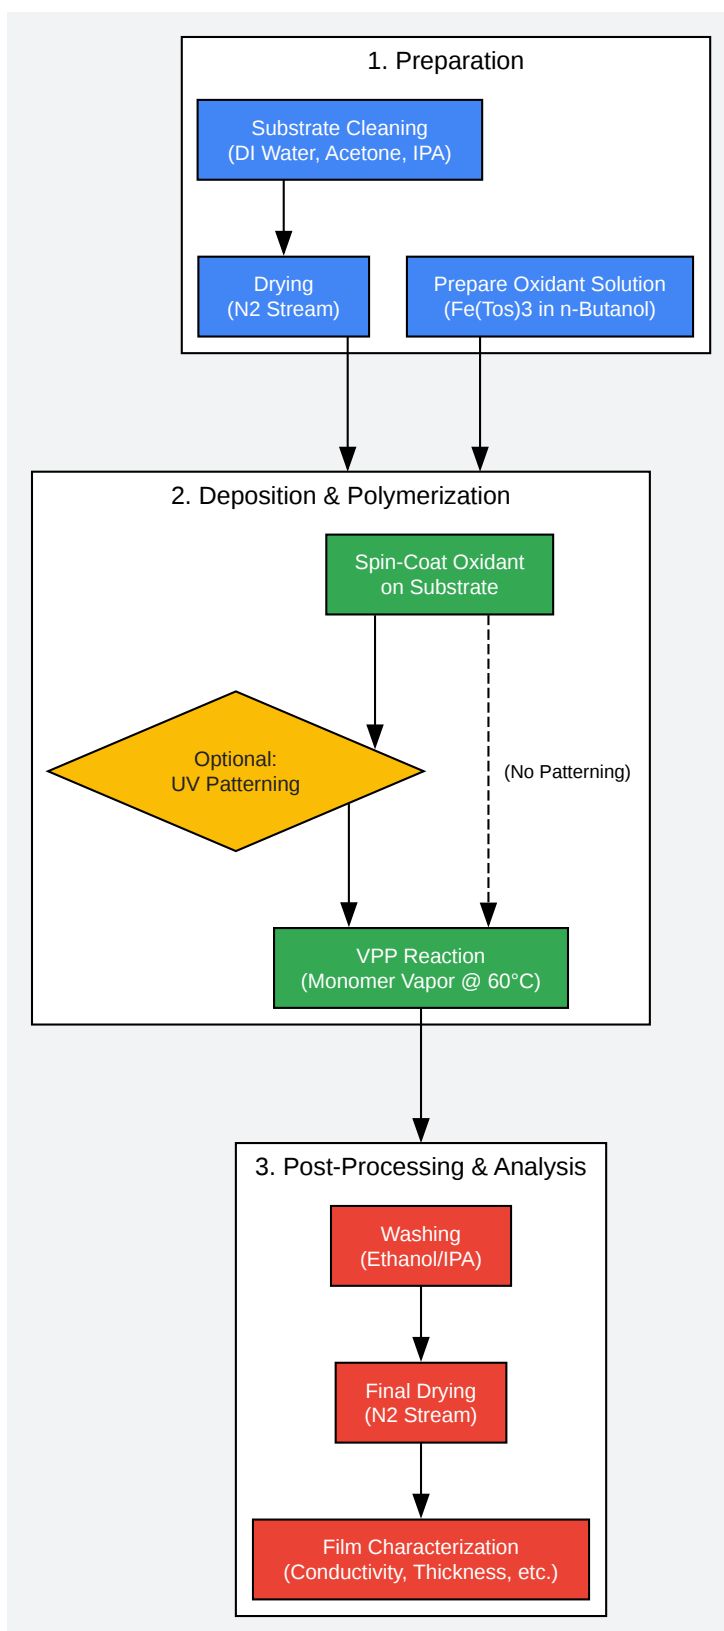 1. Preparation
Substrate Cleaning
(DI Water, Acetone, IPA)
Drying
(N2 Stream)
Prepare Oxidant Solution
(Fe(Tos)3 in n-Butanol)
2. Deposition & Polymerization
Spin-Coat Oxidant
on Substrate
Optional:
UV Patterning
(No Patterning)
VPP Reaction
(Monomer Vapor @ 60°C)
3. Post-Processing & Analysis
Washing
(Ethanol/IPA)
Final Drying
(N2 Stream)
Film Characterization
(Conductivity, Thickness, etc.)